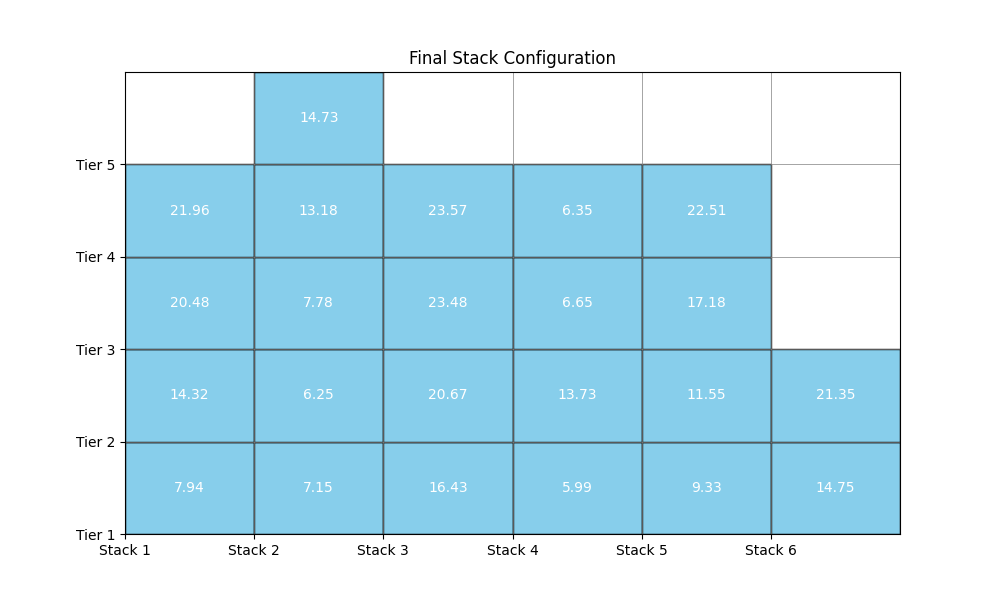 Final Stack Configuration
14.73
Tier 5
21.96 13.18 23.57 6.35 22.51
Tier 4
20.48 7.78 23.48 6.65 17.18
Tier 3
14.32 6.25 20.67 13.73 11.55 21.35
Tier 2
7.94 7.15 16.43 5.99 9.33 14.75
Tier 1
Stack 1 Stack 2 Stack 3 Stack 4 Stack 5 Stack 6